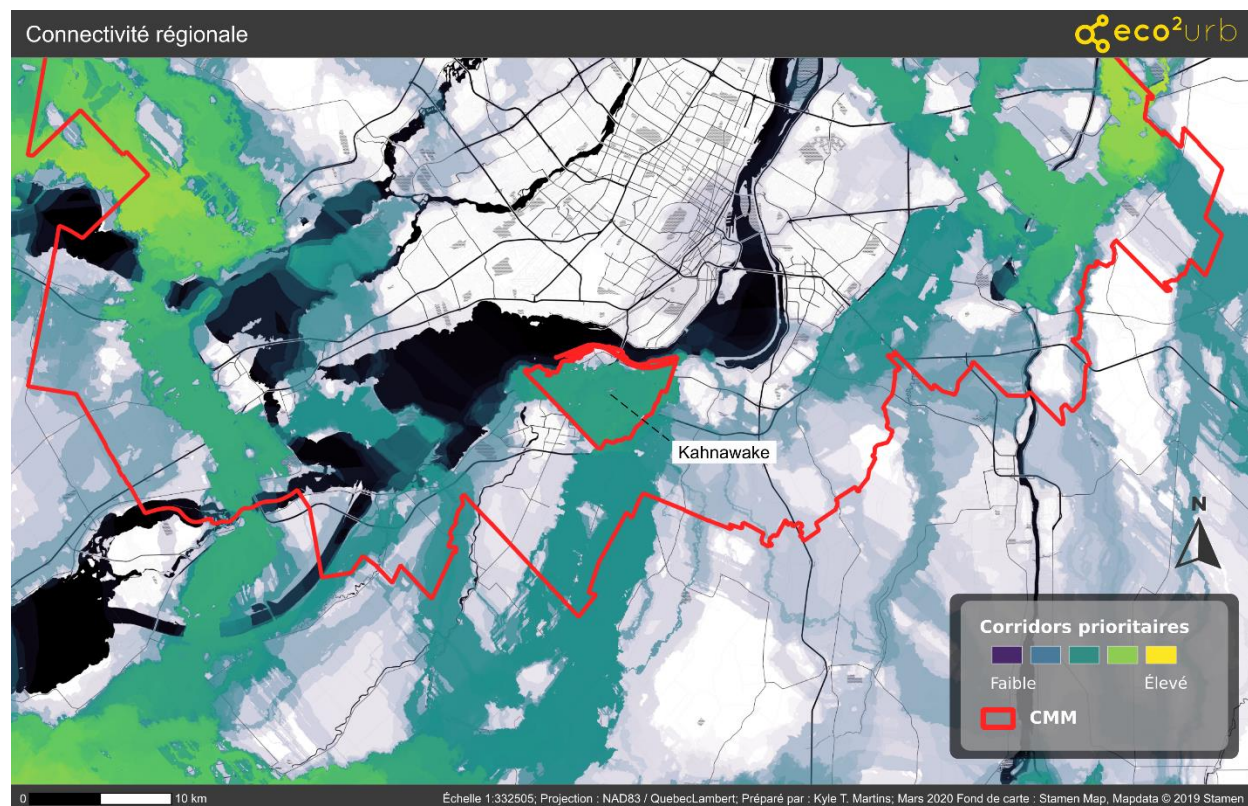 Connectivité régionale
eco²urb
Kahnawake
N
Corridors prioritaires
Faible
Élevé
CMM
0
10 km
Échelle 1:332505; Projection : NAD83 / QuebecLambert; Préparé par : Kyle T. Martins; Mars 2020 Fond de carte : Stamen Map, Mapdata © 2019 Stamen